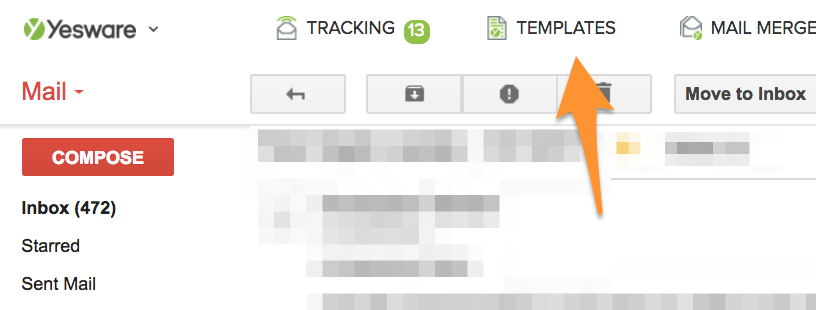 Yesware TRACKING 13 TEMPLATES MAIL MERGE
Mail Move to Inbox
COMPOSE
Inbox (472)
Starred
Sent Mail